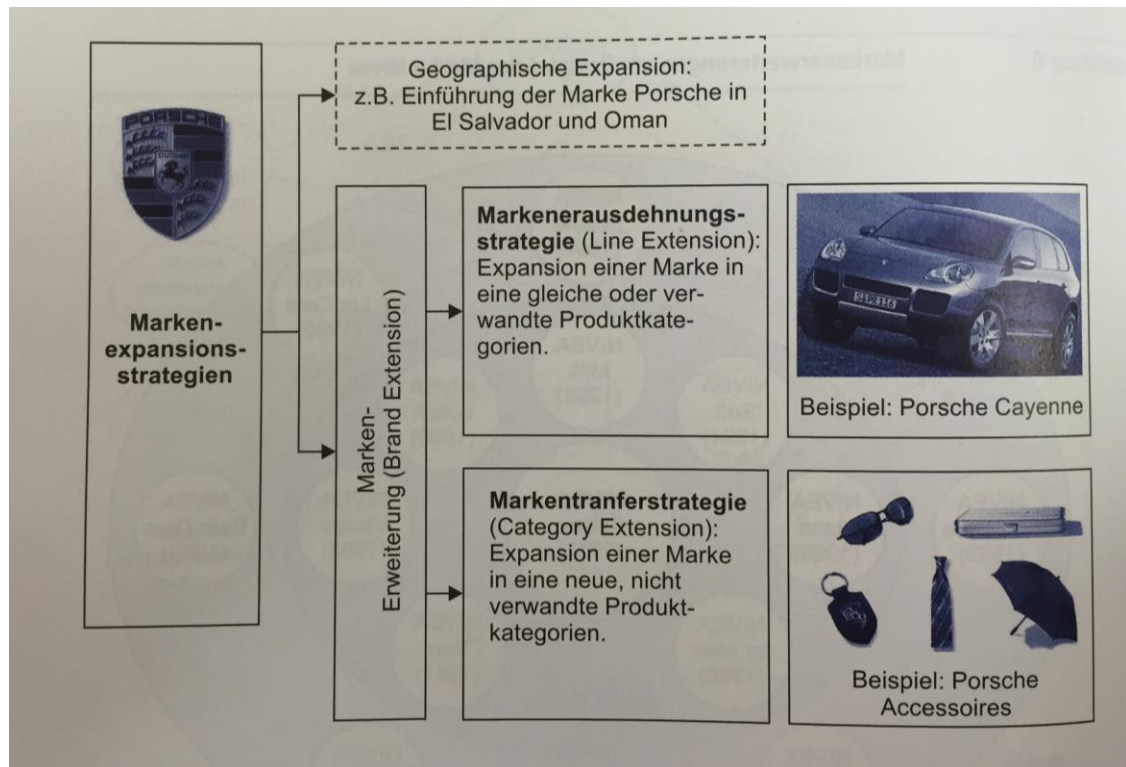 Geographische Expansion:
z.B. Einführung der Marke Porsche in
El Salvador und Oman
PORSCHE
STUTTGART
Marken-
expansions-
strategien
Marken-
Erweiterung (Brand Extension)
Markenerausdehnungs-
strategie (Line Extension):
Expansion einer Marke in
eine gleiche oder ver-
wandte Produktkate-
gorien.
Beispiel: Porsche Cayenne
Markentranferstrategie
(Category Extension):
Expansion einer Marke
in eine neue, nicht
verwandte Produkt-
kategorien.
Beispiel: Porsche
Accessoires